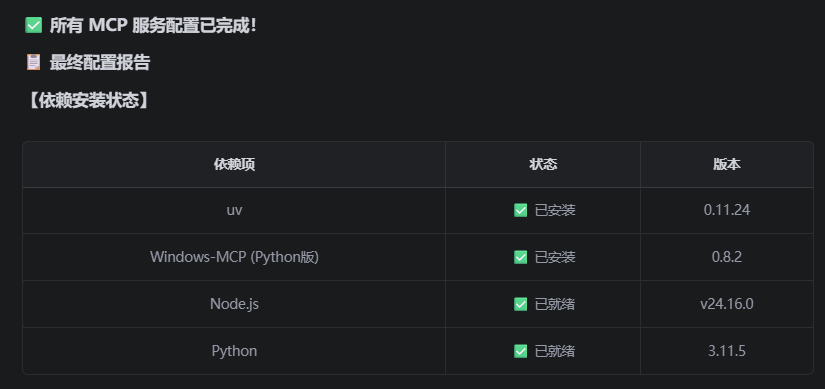 ✅ 所有 MCP 服务配置已完成！
📋 最终配置报告
【依赖安装状态】
依赖项 状态 版本
uv ✅ 已安装 0.11.24
Windows-MCP (Python版) ✅ 已安装 0.8.2
Node.js ✅ 已就绪 v24.16.0
Python ✅ 已就绪 3.11.5